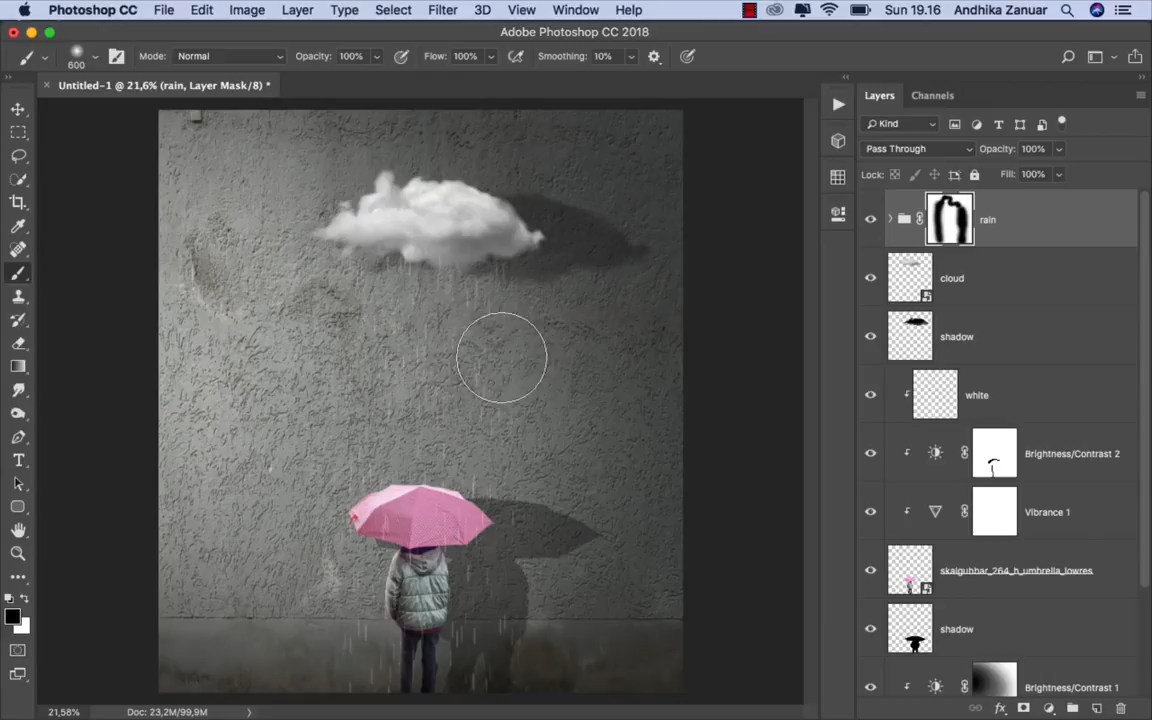 Photoshop CC File Edit Image Layer Type Select Filter 3D View Window Help Sun 19.16 Andhika Zanuar
Adobe Photoshop CC 2018
600 Mode: Normal Opacity: 100% Flow: 100% Smoothing: 10%
Untitled-1 @ 21,6% (rain, Layer Mask/8) *
Layers Channels
Kind
Pass Through Opacity: 100%
Lock: Fill: 100%
rain
cloud
shadow
white
Brightness/Contrast 2
Vibrance 1
skalgubbar_264_h_umbrella_lowres
shadow
Brightness/Contrast 1
21,58% Doc: 23,2M/99,9M